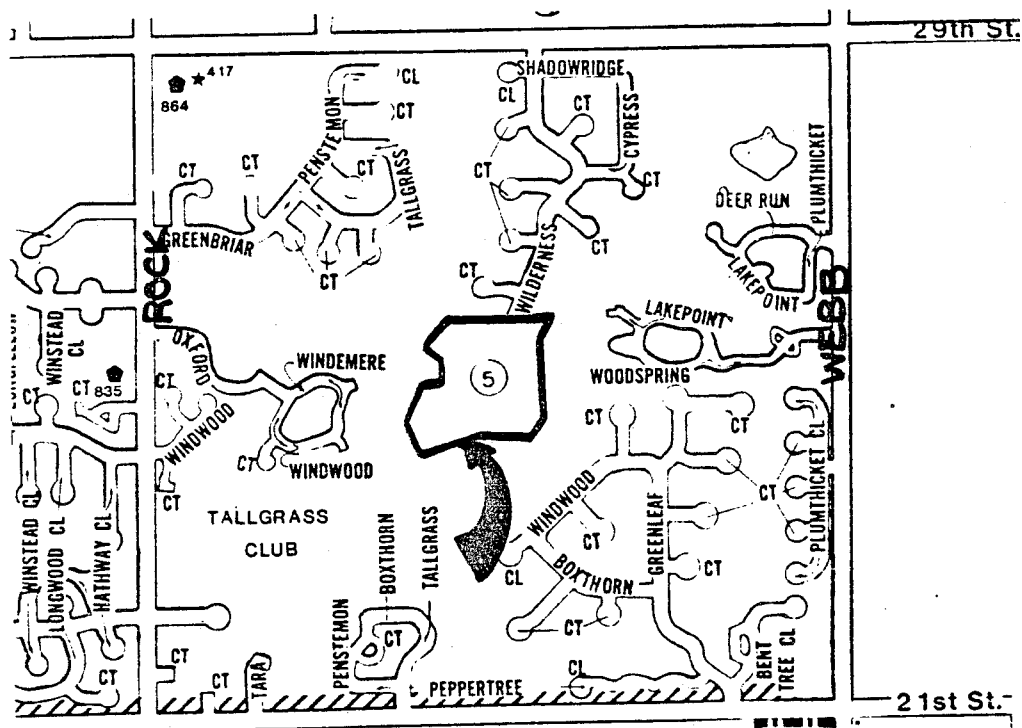 29th St.
SHADOWRIDGE
417
864
CL
CL
CT
CT
PENSTEMON
CYPRESS
CT
CT
CT
CT
CT
TALLGRASS
CT
PLUMTHICKET
DEER RUN
GREENBRIAR
CT
CT
WILDERNESS
LAKEPOINT
ROCK
CT
WEBB
LAKEPOINT
OXFORD
WINSTEAD CL
WINDEMERE
5
WOODSPRING
CT
835
CT
CT
CT
WINDWOOD
CT
WINDWOOD
CT
WINDWOOD
CT
PLUMTHICKET CL
TALLGRASS
CLUB
GREENLEAF
CT
WINSTEAD CL
LONGWOOD CL
HATHWAY CL
BOXTHORN
TALLGRASS
CL
BOXTHORN
CT
CT
CT
PENSTEMON
CT
CT
CT
TARA
CL
BENT
TREE CL
CT
PEPPERTREE
21st St.